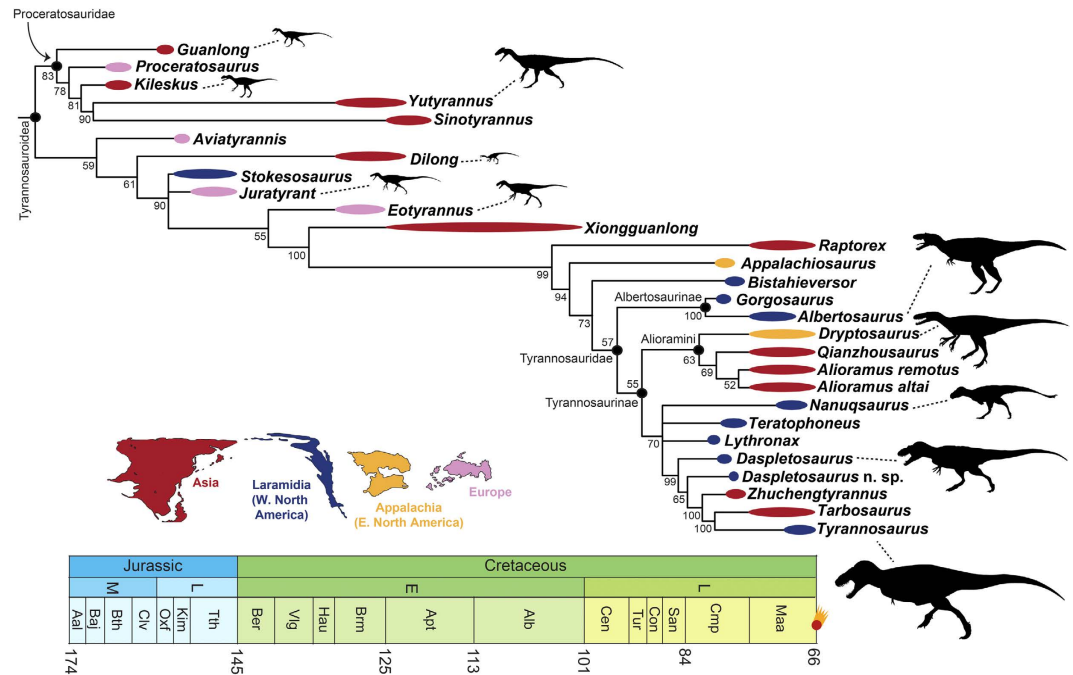 Proceratosauridae
Guanlong
83
Proceratosaurus
78
Kileskus
81
Yutyrannus
90
Sinotyrannus
Tyrannosauroidea
Aviatyrannis
59
Dilong
61
Stokesosaurus
90
Juratyrant
Eotyrannus
55
Xiongguanlong
100
Raptorex
99
Appalachiosaurus
94
Bistahieversor
73
Albertosaurinae
Gorgosaurus
100
Albertosaurus
Alioramini
Dryptosaurus
57
Tyrannosauridae
63
Qianzhousaurus
69
Alioramus remotus
52
Alioramus altai
55
Tyrannosaurinae
Nanuqsaurus
Teratophoneus
70
Lythronax
Daspletosaurus
99
Daspletosaurus n. sp.
65
Zhuchengtyrannus
100
Tarbosaurus
100
Tyrannosaurus
Asia
Laramidia
(W. North
America)
Appalachia
(E. North America)
Europe
Jurassic
Cretaceous
M
L
E
L
Aal
Baj
Bth
Clv
Oxf
Kim
Tth
Ber
Vlg
Hau
Brm
Apt
Alb
Cen
Tur
Con
San
Cmp
Maa
174
145
125
113
101
84
66